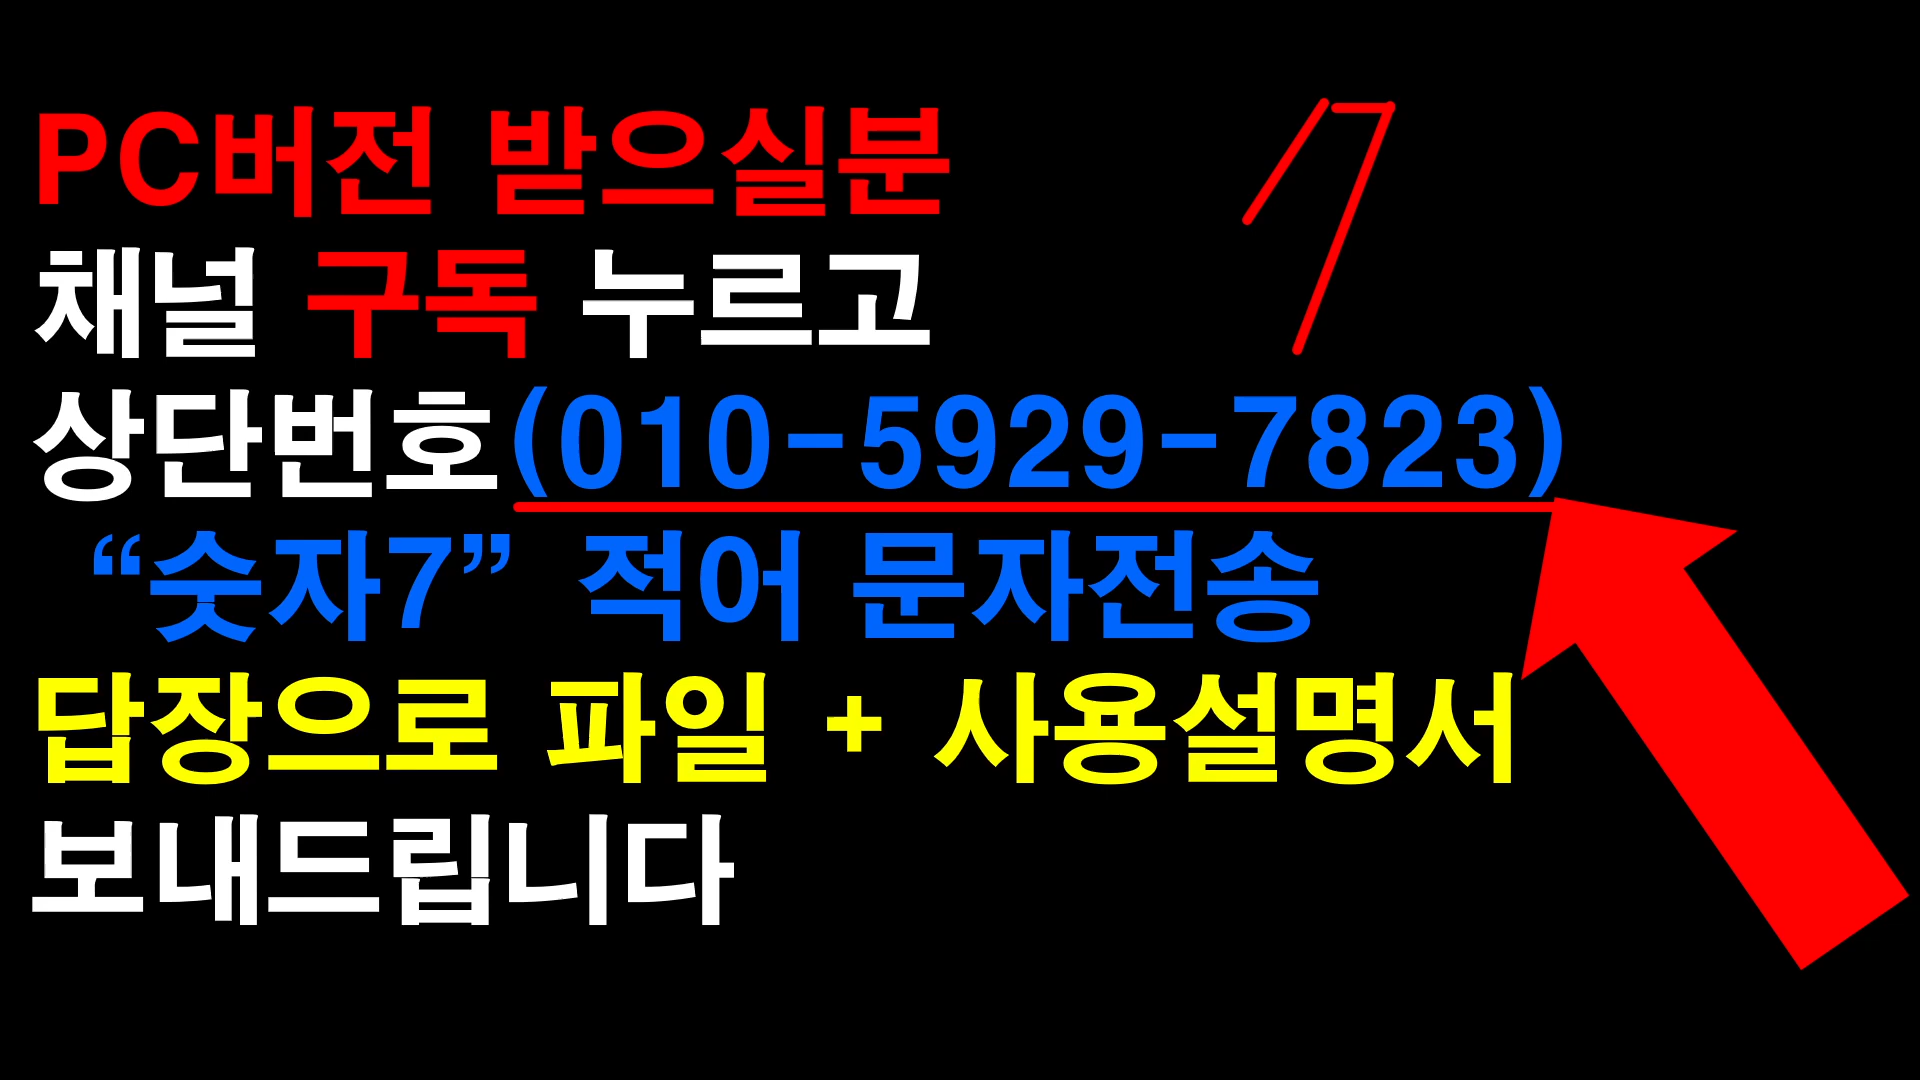 PC버전 받으실분
7
채널 구독 누르고
상단번호(010-5929-7823)
“숫자7” 적어 문자전송
답장으로 파일 + 사용설명서
보내드립니다